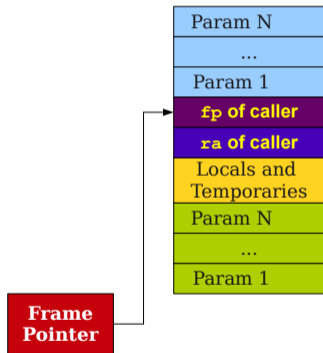 Param N
...
Param 1
fp of caller
ra of caller
Locals and
Temporaries
Param N
...
Param 1
Frame
Pointer